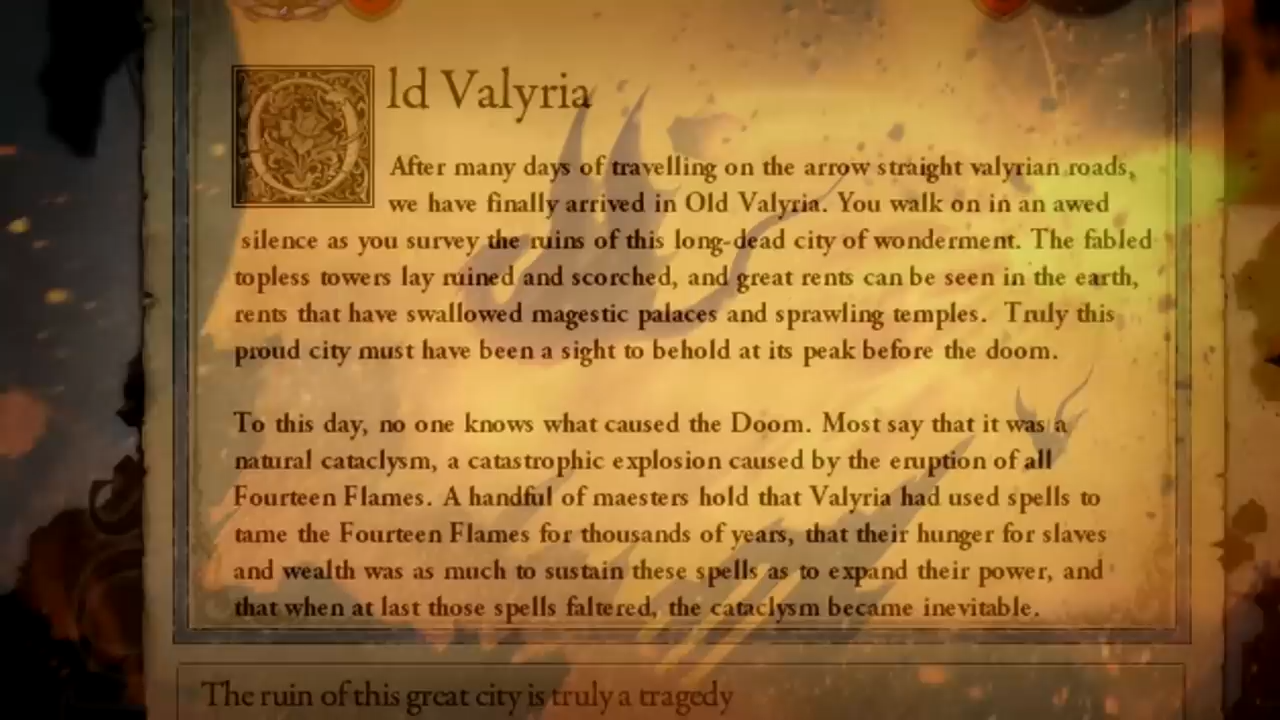 Old Valyria
After many days of travelling on the arrow straight valyrian roads,
we have finally arrived in Old Valyria. You walk on in an awed
silence as you survey the ruins of this long-dead city of wonderment. The fabled
topless towers lay ruined and scorched, and great rents can be seen in the earth,
rents that have swallowed magestic palaces and sprawling temples. Truly this
proud city must have been a sight to behold at its peak before the doom.
To this day, no one knows what caused the Doom. Most say that it was a
natural cataclysm, a catastrophic explosion caused by the eruption of all
Fourteen Flames. A handful of maesters hold that Valyria had used spells to
tame the Fourteen Flames for thousands of years, that their hunger for slaves
and wealth was as much to sustain these spells as to expand their power, and
that when at last those spells faltered, the cataclysm became inevitable.
The ruin of this great city is truly a tragedy